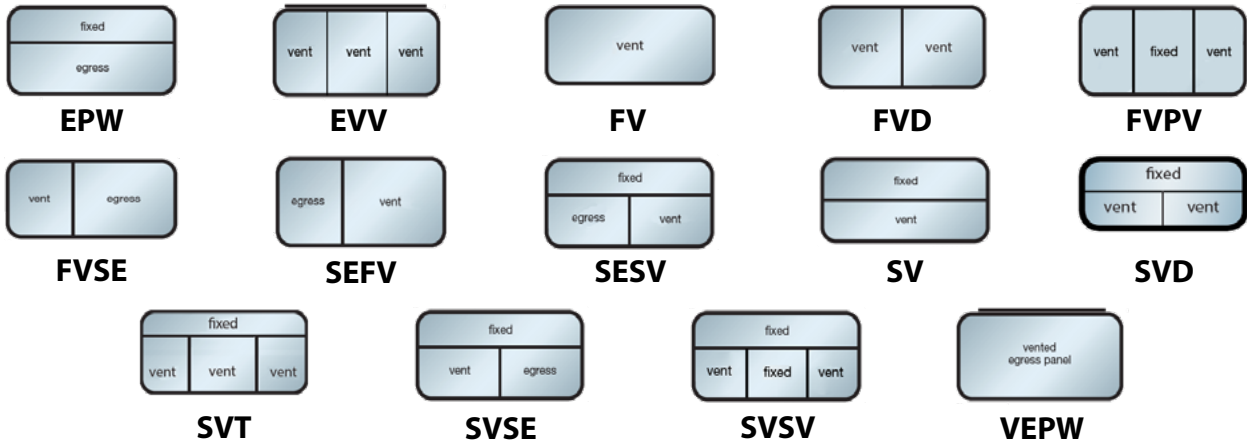 fixed
egress
EPW
vent vent vent
EVV
vent
FV
vent vent
FVD
vent fixed vent
FVPV
vent egress
FVSE
egress vent
SEFV
fixed
egress vent
SESV
fixed
vent
SV
fixed
vent vent
SVD
fixed
vent vent vent
SVT
fixed
vent egress
SVSE
fixed
vent fixed vent
SVSV
vented
egress panel
VEPW